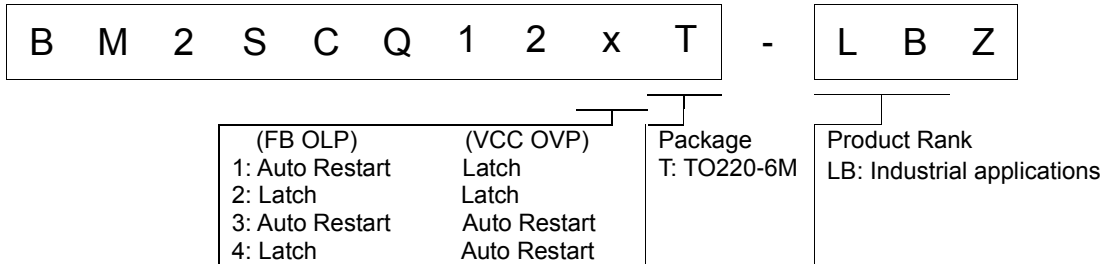 B M 2 S C Q 1 2 x T - L B Z
(FB OLP) (VCC OVP) Package Product Rank
1: Auto Restart Latch T: TO220-6M LB: Industrial applications
2: Latch Latch
3: Auto Restart Auto Restart
4: Latch Auto Restart